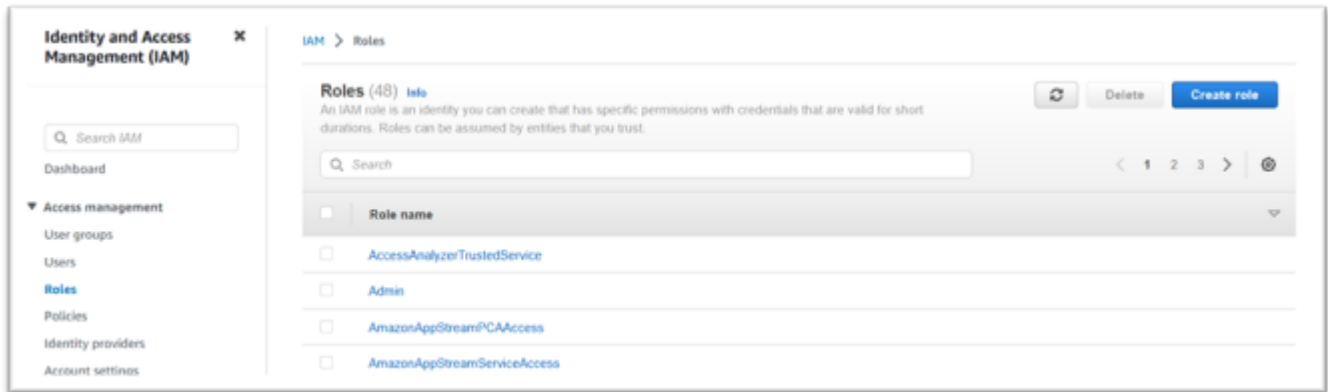 Identity and Access
Management (IAM)
Search IAM
Dashboard
Access management
User groups
Users
Roles
Policies
Identity providers
Account settings
IAM > Roles
Roles (48) Info
An IAM role is an identity you can create that has specific permissions with credentials that are valid for short
durations. Roles can be assumed by entities that you trust.
Delete
Create role
Search
1 2 3
Role name
AccessAnalyzerTrustedService
Admin
AmazonAppStreamPCAAccess
AmazonAppStreamServiceAccess